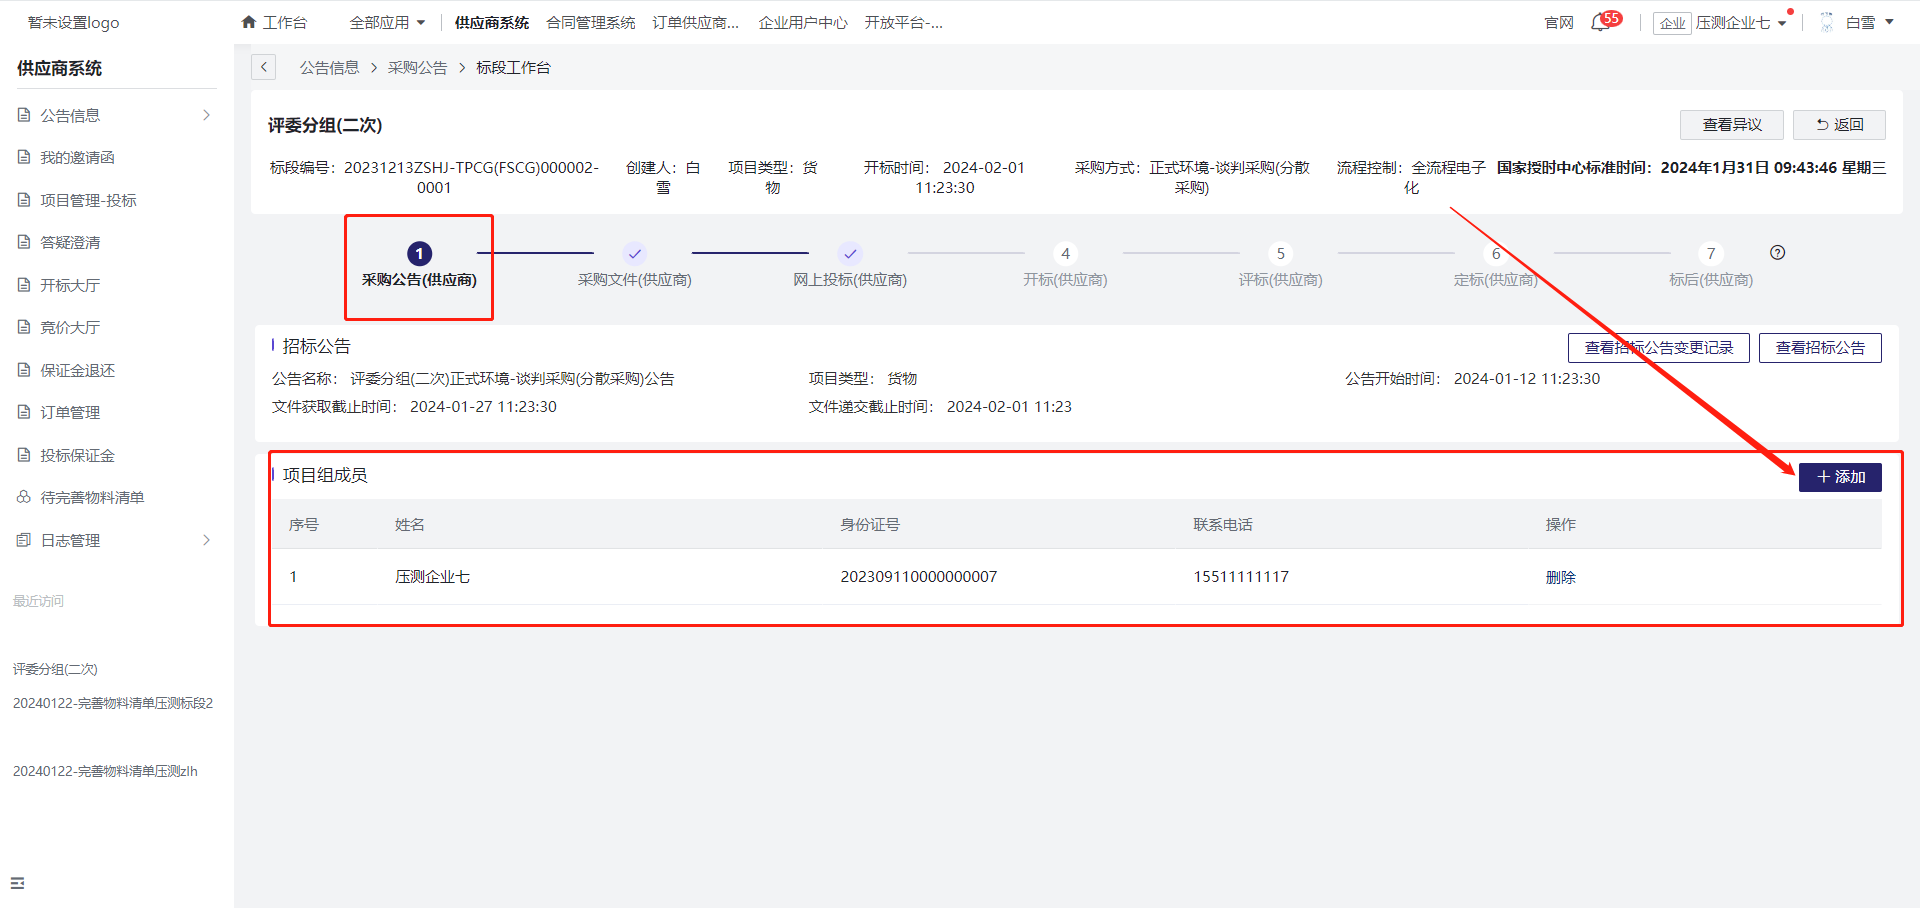 暂未设置logo
工作台
全部应用
供应商系统
合同管理系统
订单供应商...
企业用户中心
开放平台-...
官网
55
企业
压测企业七
白雪
供应商系统
公告信息
我的邀请函
项目管理-投标
答疑澄清
开标大厅
竞价大厅
保证金退还
订单管理
投标保证金
待完善物料清单
日志管理
最近访问
评委分组(二次)
20240122-完善物料清单压测标段2
20240122-完善物料清单压测zlh
公告信息 > 采购公告 > 标段工作台
评委分组(二次)
查看异议
返回
标段编号：20231213ZSHJ-TPCG(FSCG)000002-
0001
创建人：白
雪
项目类型：货
物
开标时间： 2024-02-01
11:23:30
采购方式：正式环境-谈判采购(分散
采购)
流程控制：全流程电子
化
国家授时中心标准时间：2024年1月31日 09:43:46 星期三
1
采购公告(供应商)
采购文件(供应商)
网上投标(供应商)
4
开标(供应商)
5
评标(供应商)
6
定标(供应商)
7
标后(供应商)
?
招标公告
查看招标公告变更记录
查看招标公告
公告名称： 评委分组(二次)正式环境-谈判采购(分散采购)公告
项目类型： 货物
公告开始时间： 2024-01-12 11:23:30
文件获取截止时间： 2024-01-27 11:23:30
文件递交截止时间： 2024-02-01 11:23
项目组成员
+ 添加
序号 姓名 身份证号 联系电话 操作
1 压测企业七 202309110000000007 15511111117 删除